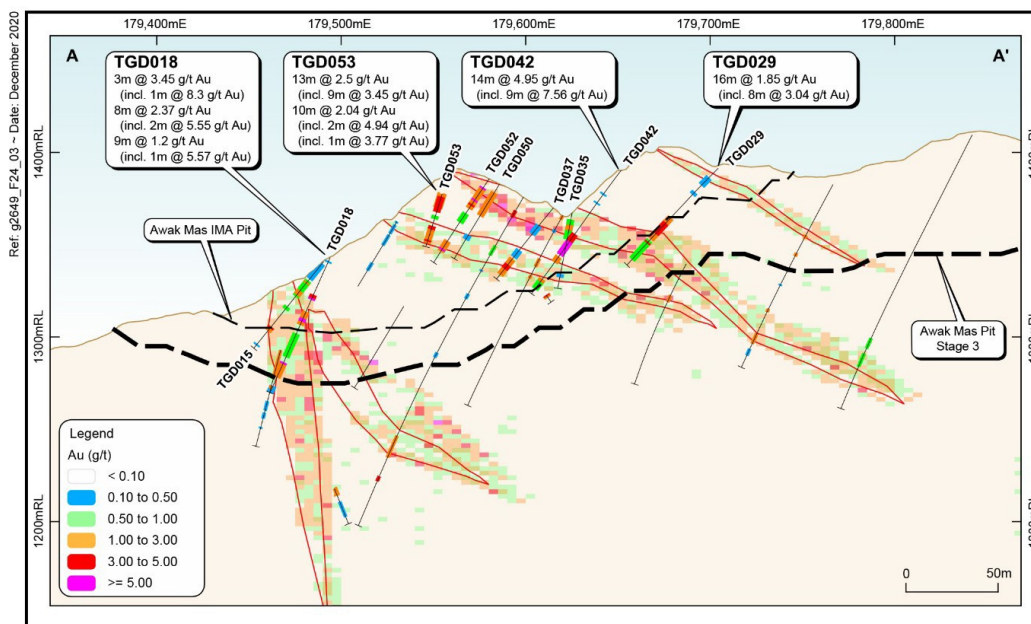 Ref: g2649_F24_03 ~ Date: December 2020
179,400mE
179,500mE
179,600mE
179,700mE
179,800mE
A
A'
TGD018
3m @ 3.45 g/t Au
(incl. 1m @ 8.3 g/t Au)
8m @ 2.37 g/t Au
(incl. 2m @ 5.55 g/t Au)
9m @ 1.2 g/t Au
(incl. 1m @ 5.57 g/t Au)
TGD053
13m @ 2.5 g/t Au
(incl. 9m @ 3.45 g/t Au)
10m @ 2.04 g/t Au
(incl. 2m @ 4.94 g/t Au)
(incl. 1m @ 3.77 g/t Au)
TGD042
14m @ 4.95 g/t Au
(incl. 9m @ 7.56 g/t Au)
TGD029
16m @ 1.85 g/t Au
(incl. 8m @ 3.04 g/t Au)
1400mRL
1300mRL
1200mRL
TGD018
TGD053
TGD052
TGD050
TGD037
TGD035
TGD042
TGD029
TGD015
Awak Mas IMA Pit
Awak Mas Pit
Stage 3
Legend
Au (g/t)
< 0.10
0.10 to 0.50
0.50 to 1.00
1.00 to 3.00
3.00 to 5.00
>= 5.00
0
50m